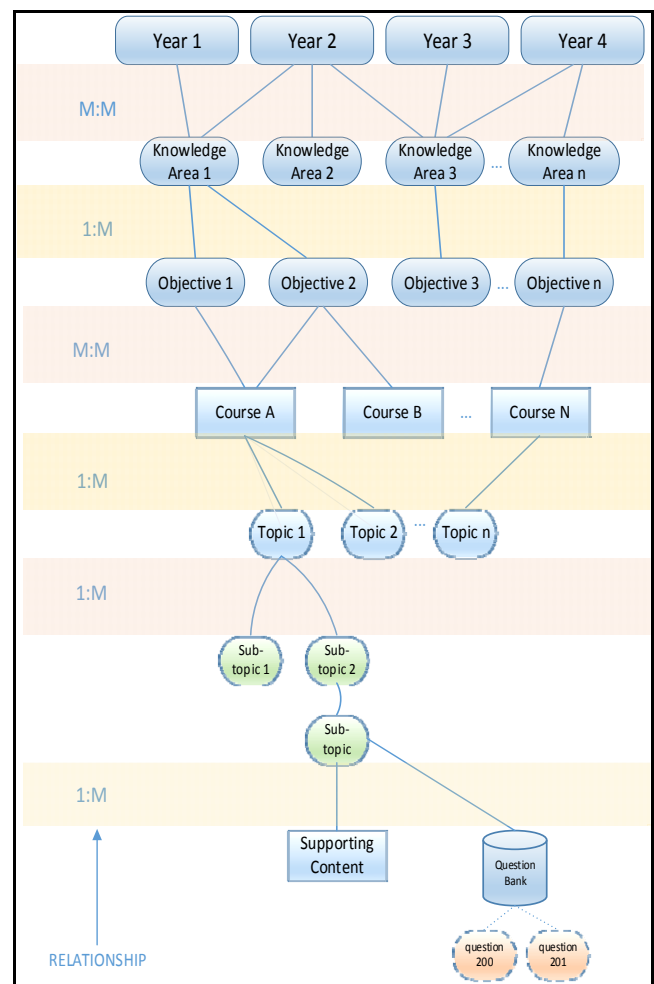 Year 1
Year 2
Year 3
Year 4
M:M
Knowledge
Area 1
Knowledge
Area 2
Knowledge
Area 3
...
Knowledge
Area n
1:M
Objective 1
Objective 2
Objective 3
...
Objective n
M:M
Course A
Course B
...
Course N
1:M
Topic 1
Topic 2
...
Topic n
1:M
Sub-
topic 1
Sub-
topic 2
Sub-
topic
1:M
Supporting
Content
Question
Bank
question
200
question
201
RELATIONSHIP